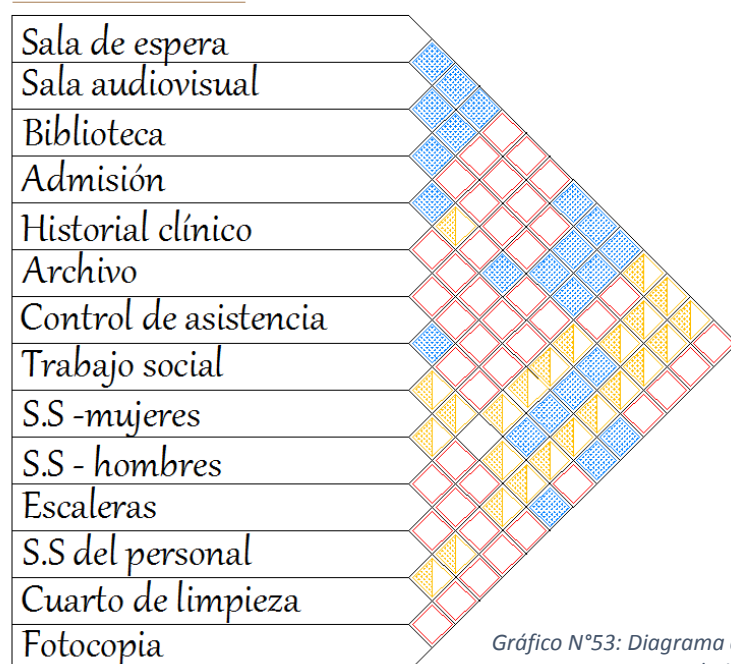 Sala de espera
Sala audiovisual
Biblioteca
Admisión
Historial clínico
Archivo
Control de asistencia
Trabajo social
S.S -mujeres
S.S - hombres
Escaleras
S.S del personal
Cuarto de limpieza
Fotocopia
Gráfico N°53: Diagrama